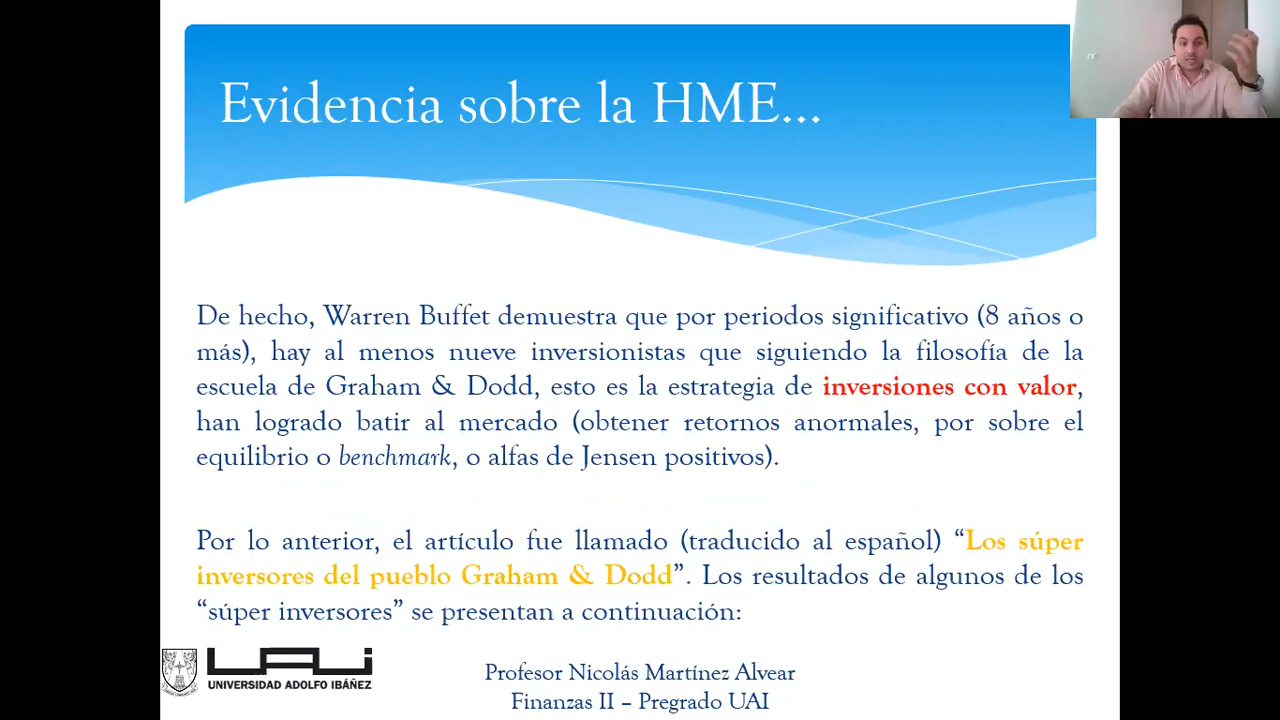 Evidencia sobre la HME...
De hecho, Warren Buffet demuestra que por periodos significativo (8 años o
más), hay al menos nueve inversionistas que siguiendo la filosofía de la
escuela de Graham & Dodd, esto es la estrategia de inversiones con valor,
han logrado batir al mercado (obtener retornos anormales, por sobre el
equilibrio o benchmark, o alfas de Jensen positivos).
Por lo anterior, el artículo fue llamado (traducido al español) “Los súper
inversores del pueblo Graham & Dodd”. Los resultados de algunos de los
“súper inversores” se presentan a continuación:
UAI
UNIVERSIDAD ADOLFO IBÁÑEZ
Profesor Nicolás Martínez Alvear
Finanzas II – Pregrado UAI